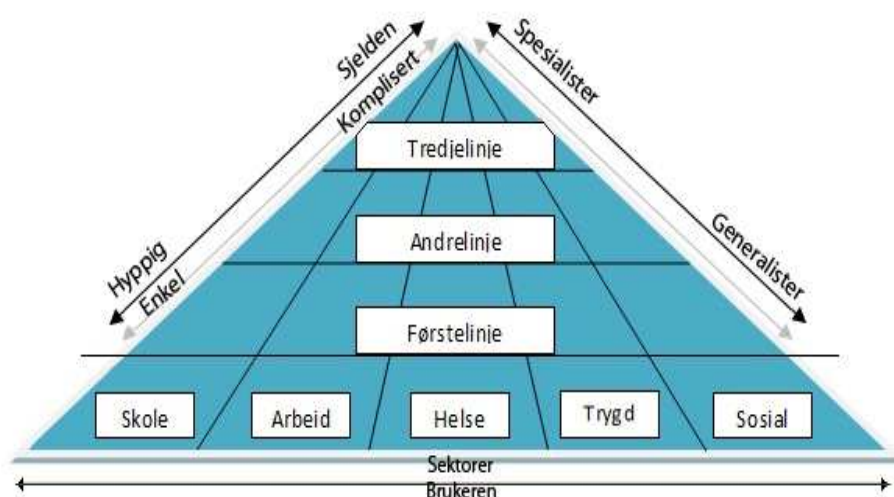 Sjelden
Komplisert
Hyppig
Enkel
Spesialister
Generalister
Tredjelinje
Andrelinje
Førstelinje
Skole
Arbeid
Helse
Trygd
Sosial
Sektorer
Brukeren